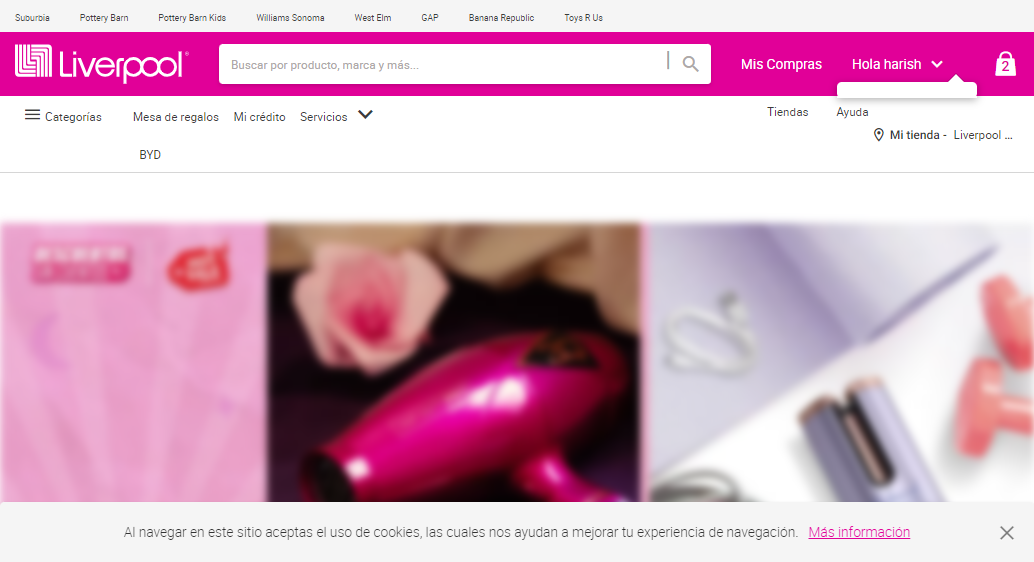 Suburbia Pottery Barn Pottery Barn Kids Williams Sonoma West Elm GAP Banana Republic Toys R Us
Liverpool Buscar por producto, marca y más... Mis Compras Hola harish 2
Categorías Mesa de regalos Mi crédito Servicios Tiendas Ayuda
Mi tienda - Liverpool ...
BYD
Al navegar en este sitio aceptas el uso de cookies, las cuales nos ayudan a mejorar tu experiencia de navegación. Más información